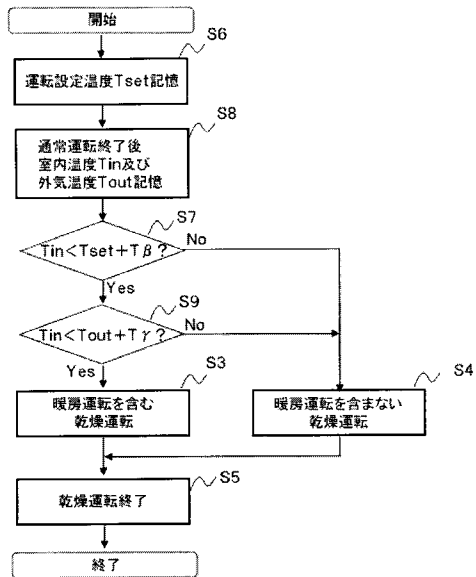 開始
S6
運転設定温度Tset記憶
S8
通常運転終了後
室内温度Tin及び
外気温度Tout記憶
S7
Tin<Tset+Tβ?
No
Yes
S9
Tin<Tout+Tγ?
No
Yes
S3
暖房運転を含む
乾燥運転
S4
暖房運転を含まない
乾燥運転
S5
乾燥運転終了
終了